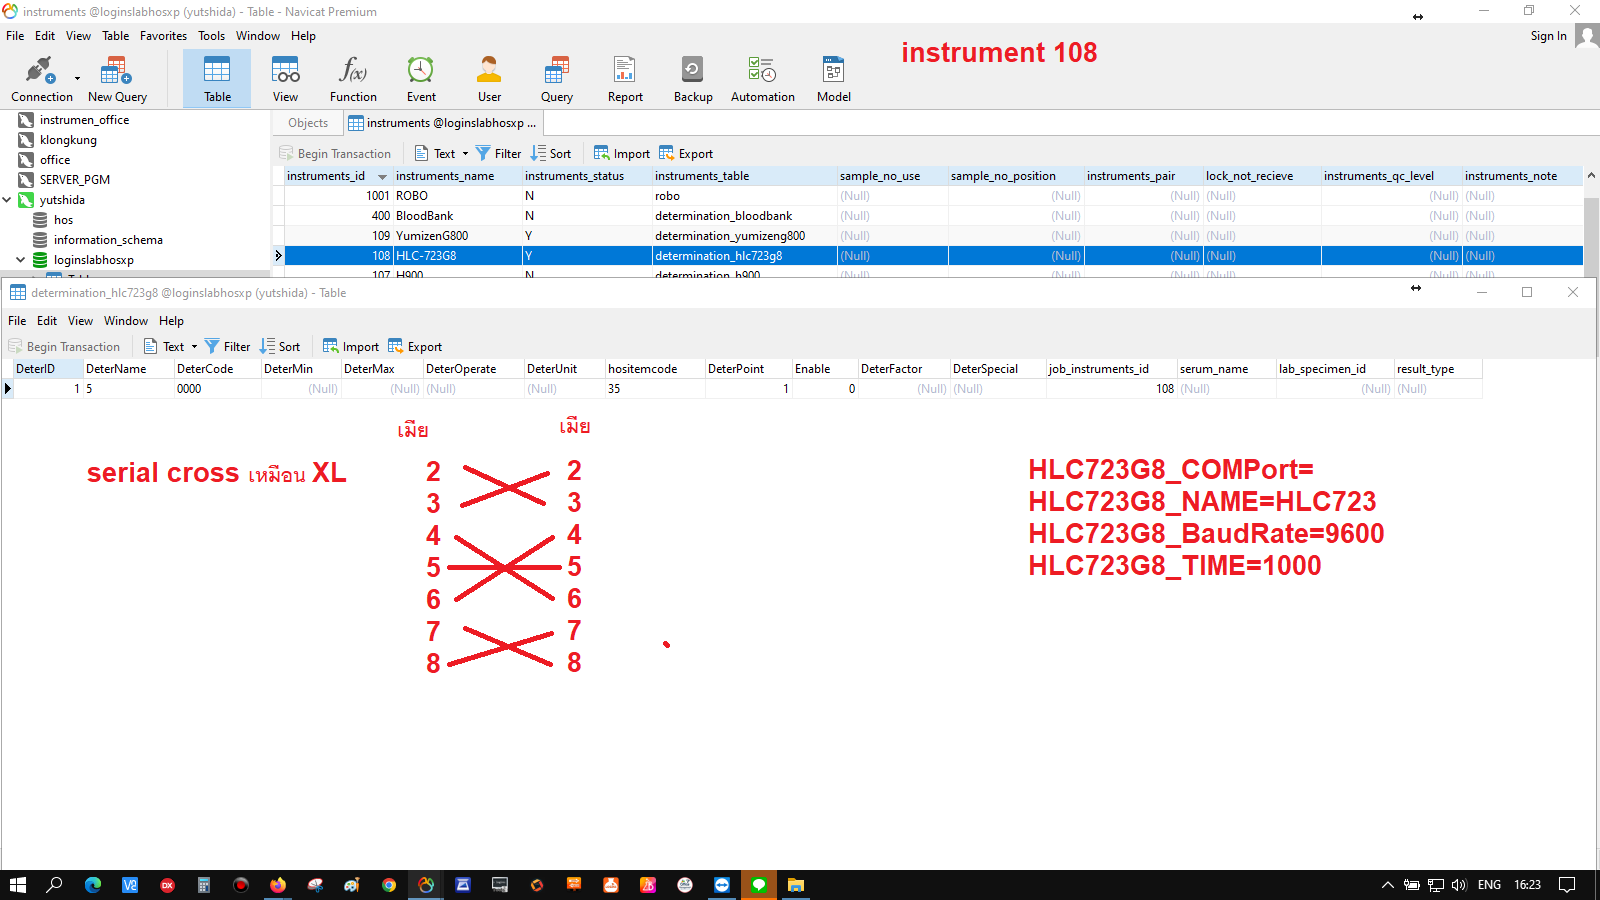 instruments @loginslabhosxp (yutshida) - Table - Navicat Premium
File Edit View Table Favorites Tools Window Help
Sign In
instrument 108
Connection New Query Table View Function Event User Query Report Backup Automation Model
instrumen_office
klongkung
office
SERVER_PGM
yutshida
hos
information_schema
loginslabhosxp
Objects instruments @loginslabhosxp ...
Begin Transaction Text Filter Sort Import Export
instruments_id instruments_name instruments_status instruments_table sample_no_use sample_no_position instruments_pair lock_not_recieve instruments_qc_level instruments_note
1001 ROBO N robo (Null) (Null) (Null) (Null) (Null) (Null)
400 BloodBank N determination_bloodbank (Null) (Null) (Null) (Null) (Null) (Null)
109 YumizenG800 Y determination_yumizeng800 (Null) (Null) (Null) (Null) (Null) (Null)
108 HLC-723G8 Y determination_hlc723g8 (Null) (Null) (Null) (Null) (Null) (Null)
107 H900 N determination_h900 (Null) (Null) (Null) (Null) (Null) (Null)
determination_hlc723g8 @loginslabhosxp (yutshida) - Table
File Edit View Window Help
Begin Transaction Text Filter Sort Import Export
DeterID DeterName DeterCode DeterMin DeterMax DeterOperate DeterUnit hositemcode DeterPoint Enable DeterFactor DeterSpecial job_instruments_id serum_name lab_specimen_id result_type
1 5 0000 (Null) (Null) (Null) (Null) 35 1 0 (Null) (Null) 108 (Null) (Null) (Null)
เมีย เมีย
serial cross เหมือน XL
2 2
3 3
4 4
5 5
6 6
7 7
8 8
HLC723G8_COMPort=
HLC723G8_NAME=HLC723
HLC723G8_BaudRate=9600
HLC723G8_TIME=1000
ENG 16:23